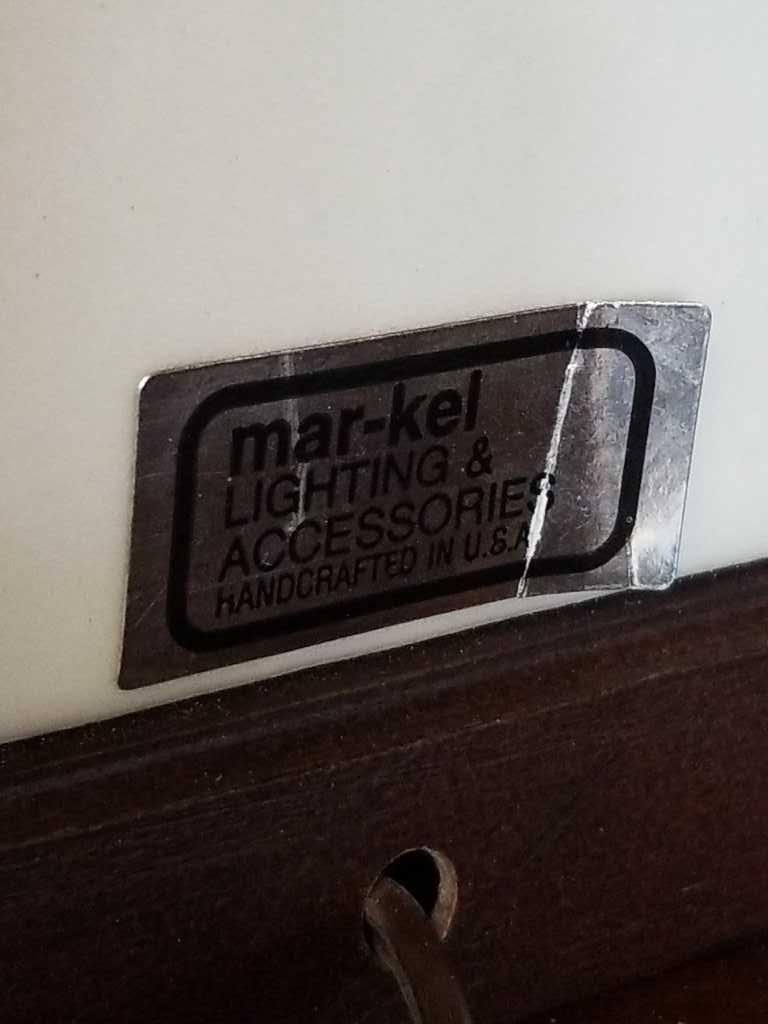 mar-kel
LIGHTING &
ACCESSORIES
HANDCRAFTED IN U.S.A